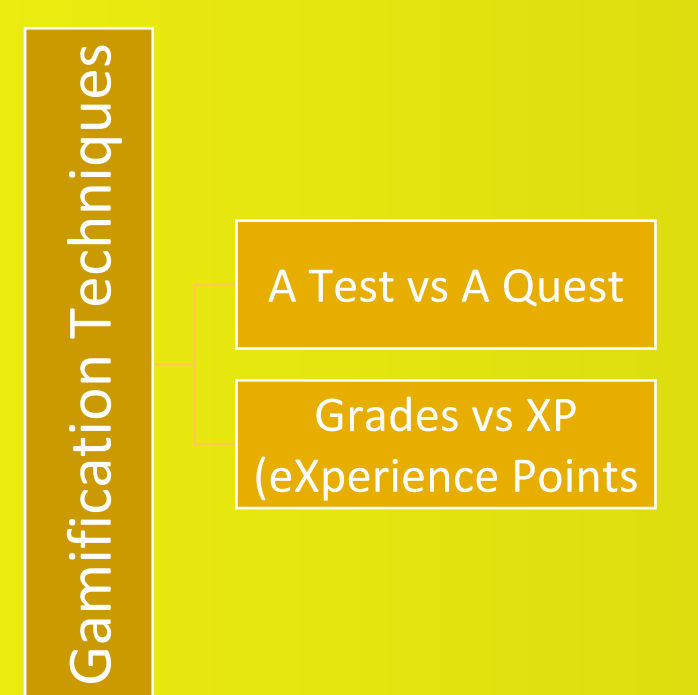 Gamification Techniques
A Test vs A Quest
Grades vs XP
(eXperience Points